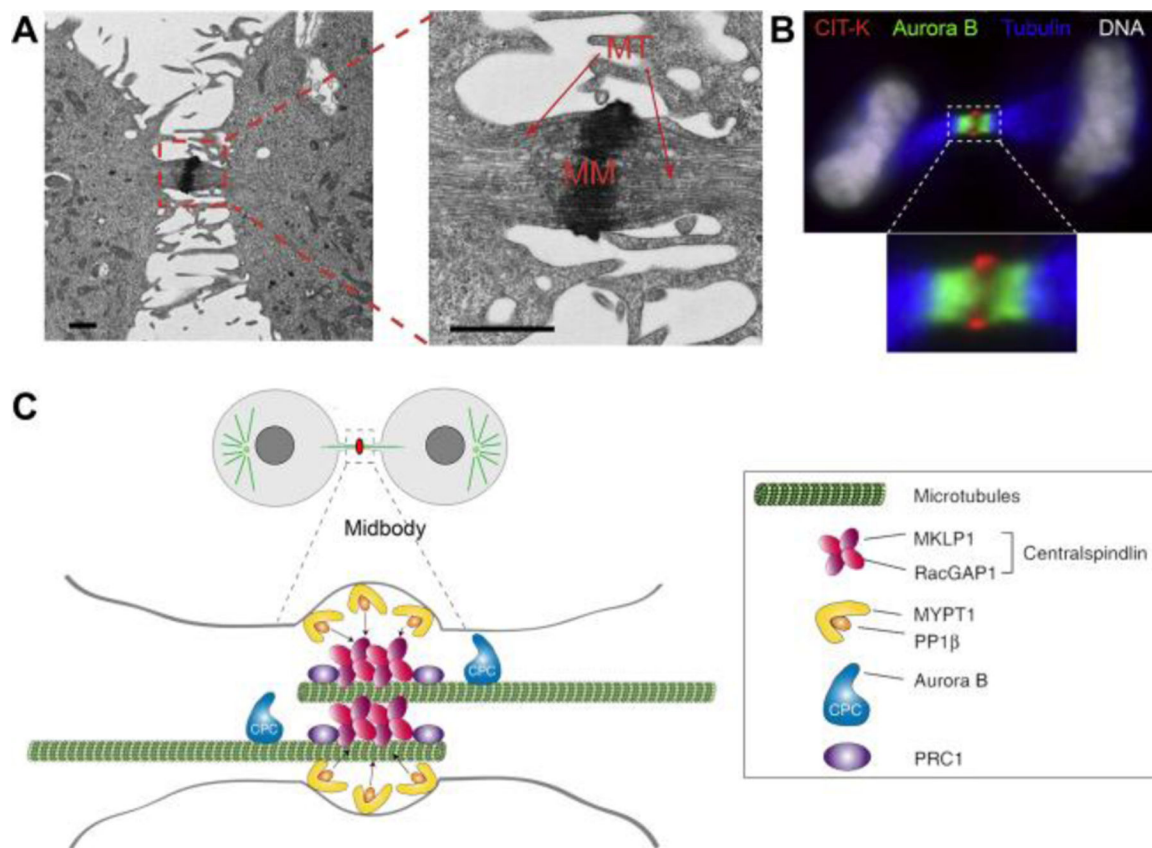 A
MT
MM
B
CIT-K Aurora B Tubulin DNA
C
Midbody
CPC
CPC
Microtubules
MKLP1
RacGAP1
Centralspindlin
MYPT1
PP1β
Aurora B
CPC
PRC1